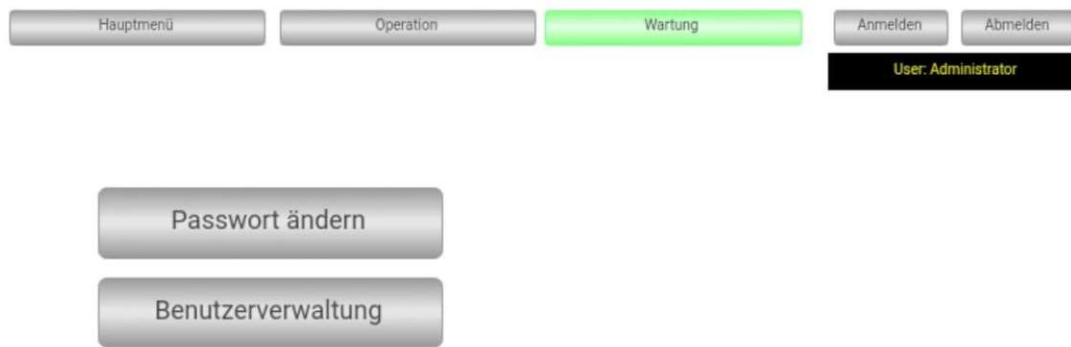 Hauptmenü
Operation
Wartung
Anmelden
Abmelden
User: Administrator
Passwort ändern
Benutzerverwaltung